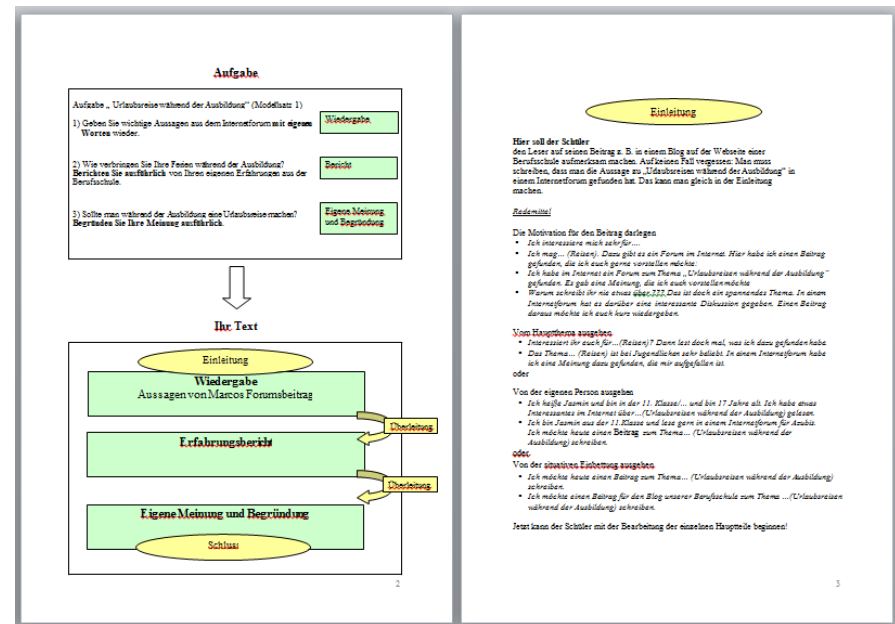 Aufgabe
Aufgabe „ Urlaubsreise während der Ausbildung“ (Modellsatz 1)
1) Geben Sie wichtige Aussagen aus dem Internetforum mit eigenen
Worten wieder.
Wiedergabe
2) Wie verbringen Sie Ihre Ferien während der Ausbildung?
Berichten Sie ausführlich von Ihren eigenen Erfahrungen aus der
Berufsschule.
Bericht
3) Sollte man während der Ausbildung eine Urlaubsreise machen?
Begründen Sie Ihre Meinung ausführlich.
Eigene Meinung
und Begründung
Ihr Text
Einleitung
Wiedergabe
Aussagen von Marcos Forumsbeitrag
Überleitung
Erfahrungsbericht
Überleitung
Eigene Meinung und Begründung
Schluss
2
Einleitung
Hier soll der Schüler
den Leser auf seinen Beitrag z. B. in einem Blog auf der Webseite einer
Berufsschule aufmerksam machen. Auf keinen Fall vergessen: Man muss
schreiben, dass man die Aussage zu „Urlaubsreisen während der Ausbildung“ in
einem Internetforum gefunden hat. Das kann man gleich in der Einleitung
machen.
Redemittel
Die Motivation für den Beitrag darlegen
• Ich interessiere mich sehr für…
• Ich mag… (Reisen). Dazu gibt es ein Forum im Internet. Hier habe ich einen Beitrag
gefunden, die ich euch gerne vorstellen möchte:
• Ich habe im Internet ein Forum zum Thema „Urlaubsreisen während der Ausbildung“
gefunden. Es gab eine Meinung, die ich euch vorstellen möchte
• Warum schreibt ihr nie etwas über ???.Das ist doch ein spannendes Thema. In einem
Internetforum hat es darüber eine interessante Diskussion gegeben. Einen Beitrag
daraus möchte ich euch kurz wiedergeben.
Vom Hauptthema ausgehen
• Interessiert ihr euch für…(Reisen)? Dann lest doch mal, was ich dazu gefunden habe
• Das Thema… (Reisen) ist bei Jugendlichen sehr beliebt. In einem Internetforum habe
ich eine Meinung dazu gefunden, die mir aufgefallen ist.
oder
Von der eigenen Person ausgehen
• Ich heiße Jasmin und bin in der 11. Klasse/… und bin 17 Jahre alt. Ich habe etwas
Interessantes im Internet über…(Urlaubsreisen während der Ausbildung) gelesen.
• Ich bin Jasmin aus der 11.Klasse und lese gern in einem Internetforum für Azubis.
Ich möchte heute einen Beitrag zum Thema… (Urlaubsreisen während der
Ausbildung) schreiben.
oder
Von der situativen Einbettung ausgehen
• Ich möchte heute einen Beitrag zum Thema… (Urlaubsreisen während der Ausbildung)
schreiben.
• Ich möchte einen Beitrag für den Blog unserer Berufsschule zum Thema …(Urlaubsreisen
während der Ausbildung) schreiben.
Jetzt kann der Schüler mit der Bearbeitung der einzelnen Hauptteile beginnen!
3